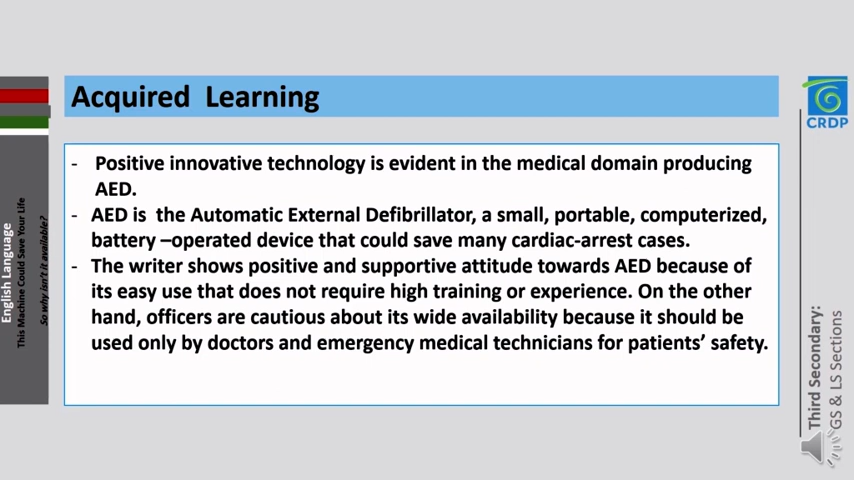 Acquired Learning
- Positive innovative technology is evident in the medical domain producing
AED.
- AED is the Automatic External Defibrillator, a small, portable, computerized,
battery –operated device that could save many cardiac-arrest cases.
- The writer shows positive and supportive attitude towards AED because of
its easy use that does not require high training or experience. On the other
hand, officers are cautious about its wide availability because it should be
used only by doctors and emergency medical technicians for patients’ safety.
English Language
This Machine Could Save Your Life
So why isn't it available?
CRDP
Third Secondary:
GS & LS Sections